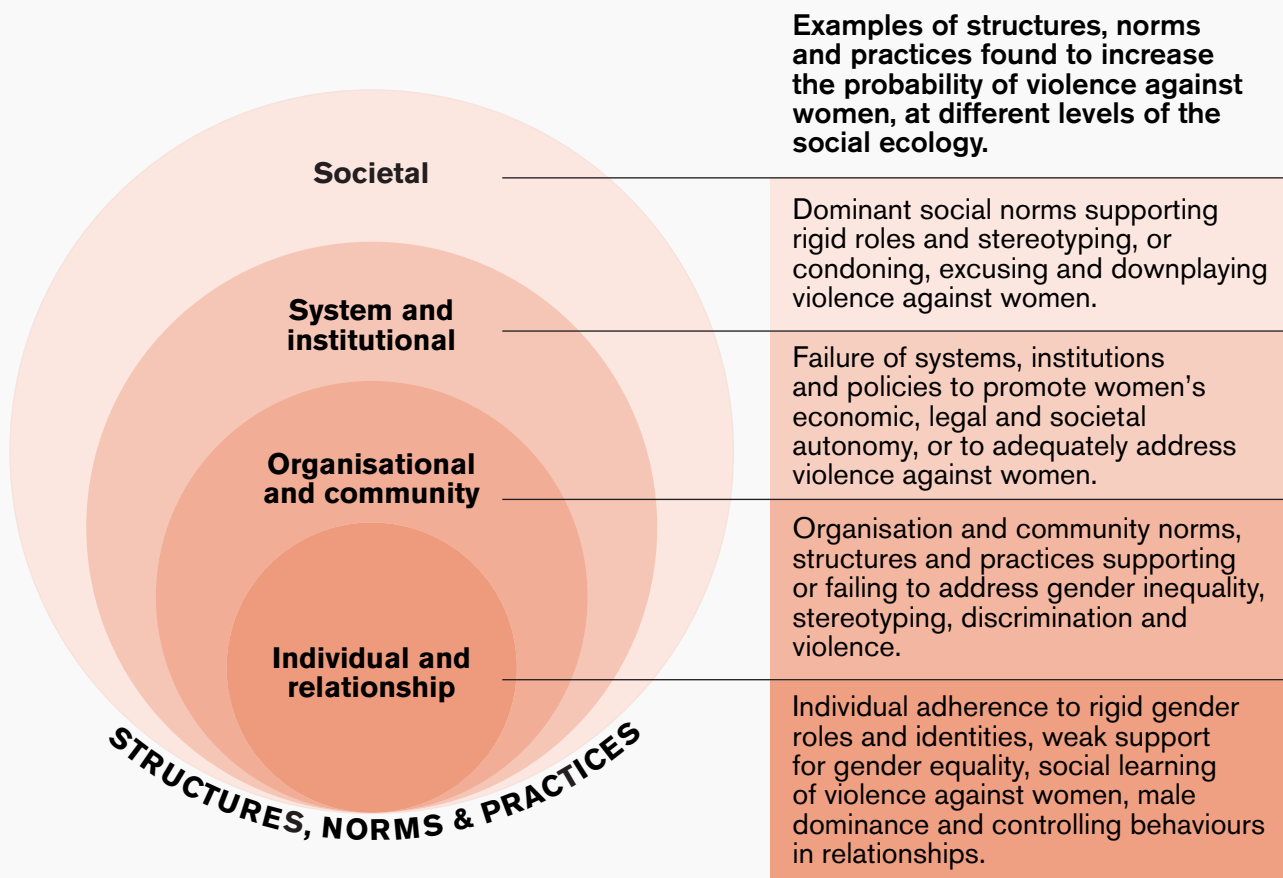 Examples of structures, norms
and practices found to increase
the probability of violence against
women, at different levels of the
social ecology.
Societal
Dominant social norms supporting
rigid roles and stereotyping, or
condoning, excusing and downplaying
violence against women.
System and
institutional
Failure of systems, institutions
and policies to promote women’s
economic, legal and societal
autonomy, or to adequately address
violence against women.
Organisational
and community
Organisation and community norms,
structures and practices supporting
or failing to address gender inequality,
stereotyping, discrimination and
violence.
Individual and
relationship
Individual adherence to rigid gender
roles and identities, weak support
for gender equality, social learning
of violence against women, male
dominance and controlling behaviours
in relationships.
STRUCTURES, NORMS & PRACTICES